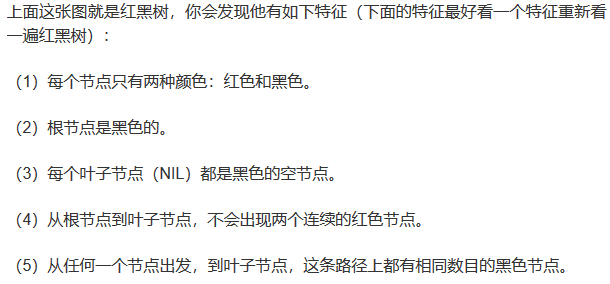 上面这张图就是红黑树，你会发现他有如下特征（下面的特征最好看一个特征重新看
一遍红黑树）：
（1）每个节点只有两种颜色：红色和黑色。
（2）根节点是黑色的。
（3）每个叶子节点（NIL）都是黑色的空节点。
（4）从根节点到叶子节点，不会出现两个连续的红色节点。
（5）从任何一个节点出发，到叶子节点，这条路径上都有相同数目的黑色节点。